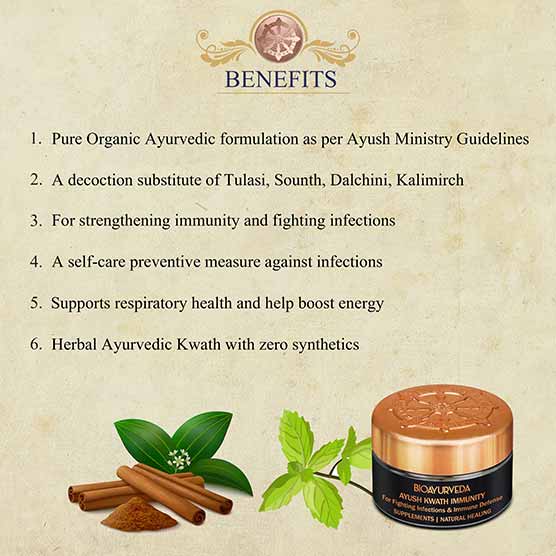 BENEFITS
1. Pure Organic Ayurvedic formulation as per Ayush Ministry Guidelines
2. A decoction substitute of Tulasi, Sounth, Dalchini, Kalimirch
3. For strengthening immunity and fighting infections
4. A self-care preventive measure against infections
5. Supports respiratory health and help boost energy
6. Herbal Ayurvedic Kwath with zero synthetics
BIOAYURVEDA
AYUSH KWATH IMMUNITY
For Fighting Infections & Immune Defense
SUPPLEMENTS | NATURAL HEALING